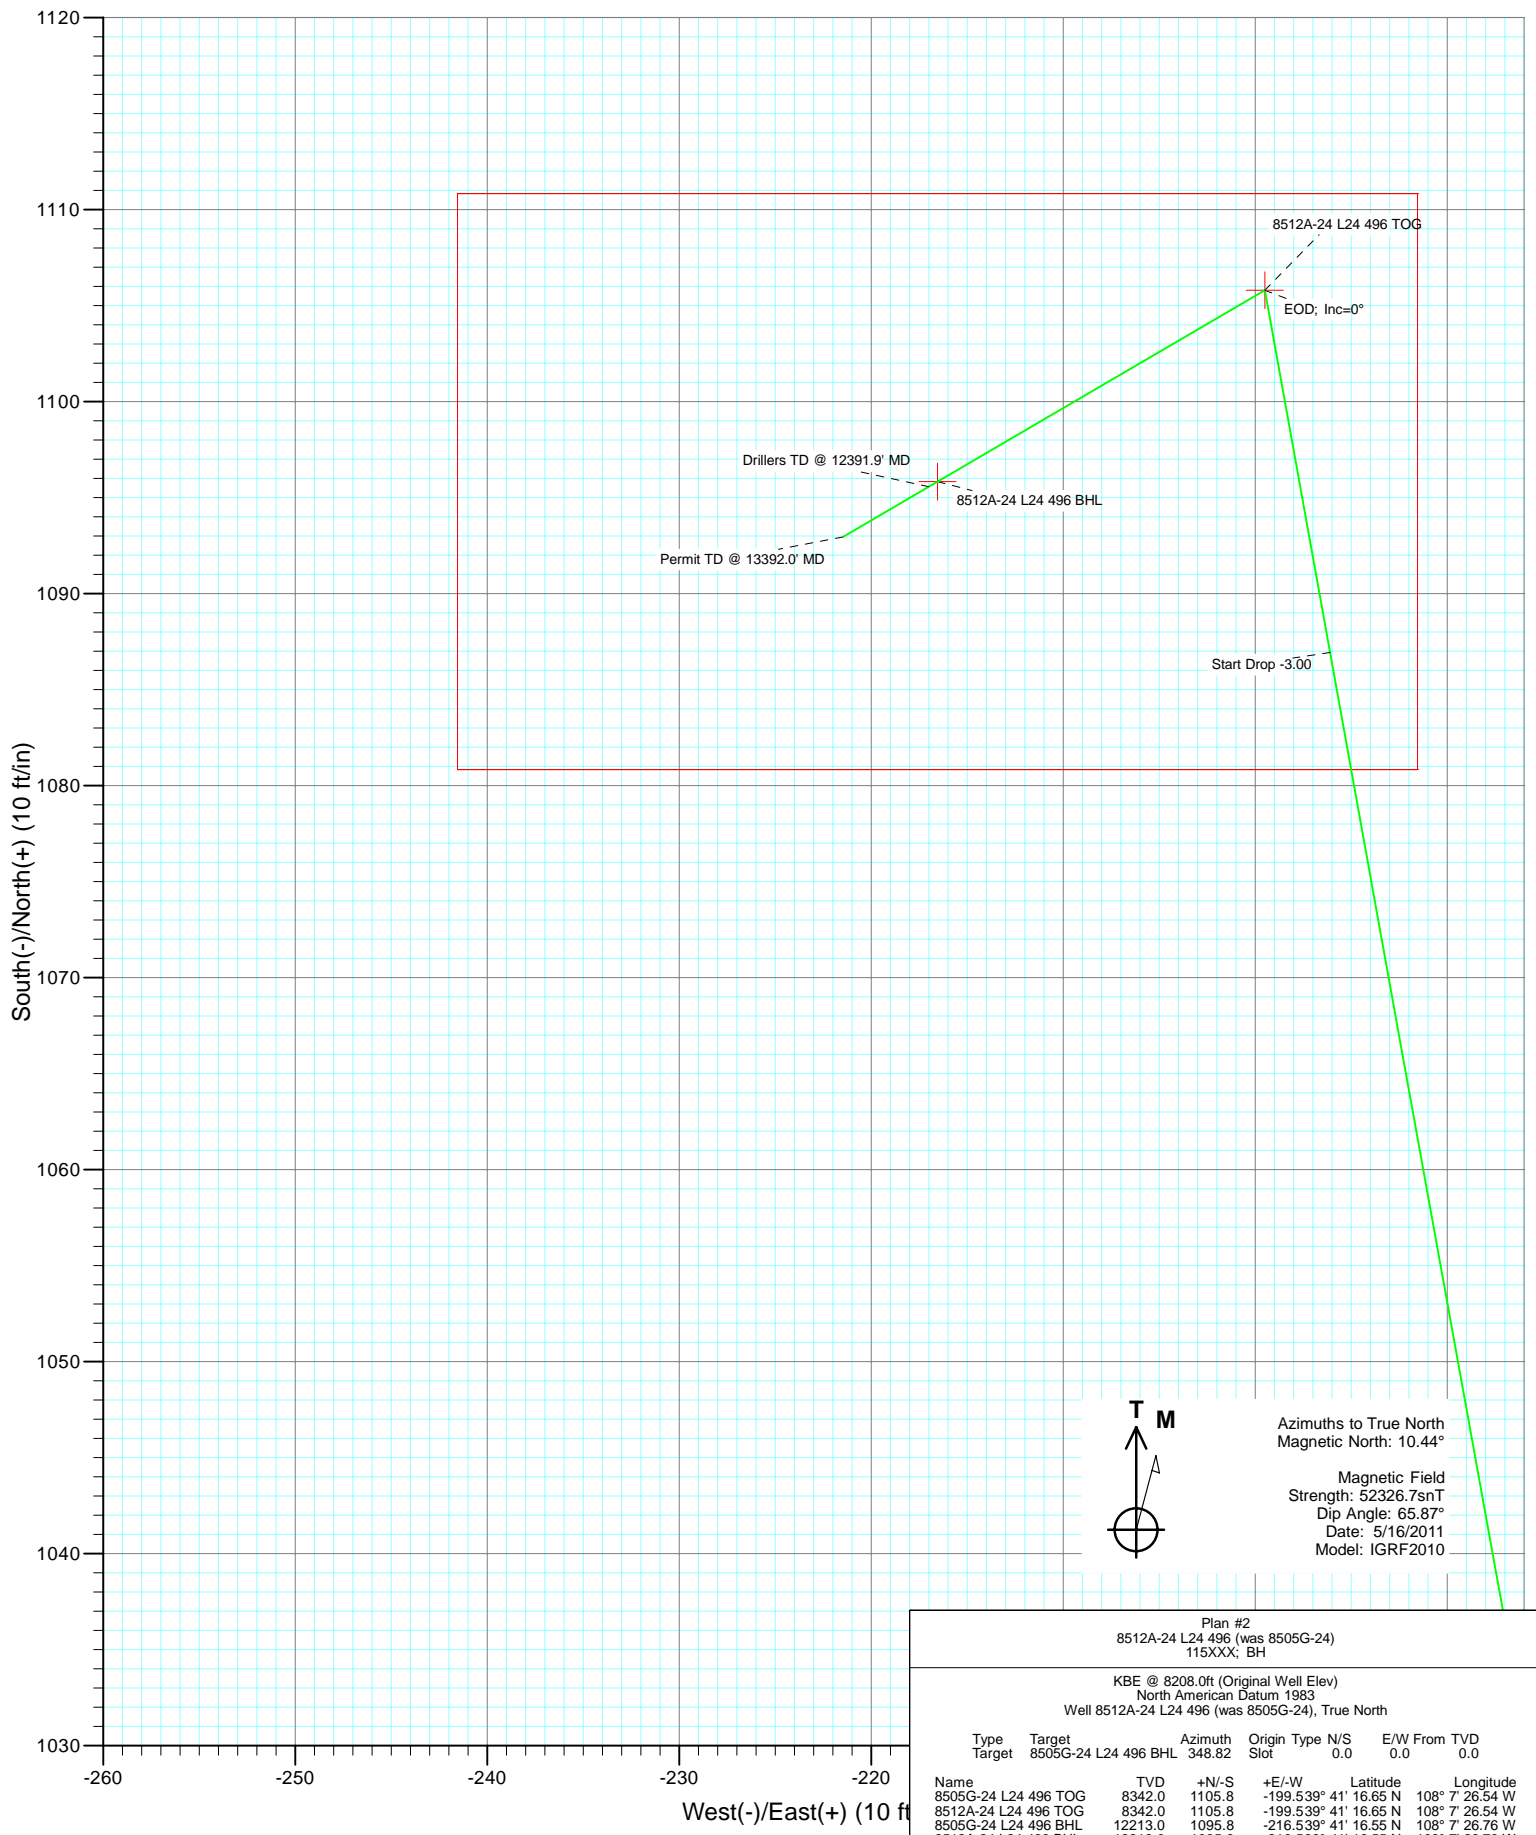 1120
1110
1100
1090
1080
1070
1060
1050
1040
1030
South(-)/North(+) (10 ft/in)
8512A-24 L24 496 TOG
EOD; Inc=0°
Drillers TD @ 12391.9' MD
8512A-24 L24 496 BHL
Permit TD @ 13392.0' MD
Start Drop -3.00
T M
Azimuths to True North
Magnetic North: 10.44°
Magnetic Field
Strength: 52326.7snT
Dip Angle: 65.87°
Date: 5/16/2011
Model: IGRF2010
-260 -250 -240 -230 -220
West(-)/East(+) (10 ft
Plan #2
8512A-24 L24 496 (was 8505G-24)
115XXX; BH
KBE @ 8208.0ft (Original Well Elev)
North American Datum 1983
Well 8512A-24 L24 496 (was 8505G-24), True North
Type Target Azimuth Origin Type N/S E/W From TVD
Target 8505G-24 L24 496 BHL 348.82 Slot 0.0 0.0 0.0
Name TVD +N/-S +E/-W Latitude Longitude
8505G-24 L24 496 TOG 8342.0 1105.8 -199.539° 41' 16.65 N 108° 7' 26.54 W
8512A-24 L24 496 TOG 8342.0 1105.8 -199.539° 41' 16.65 N 108° 7' 26.54 W
8505G-24 L24 496 BHL 12213.0 1095.8 -216.539° 41' 16.55 N 108° 7' 26.76 W